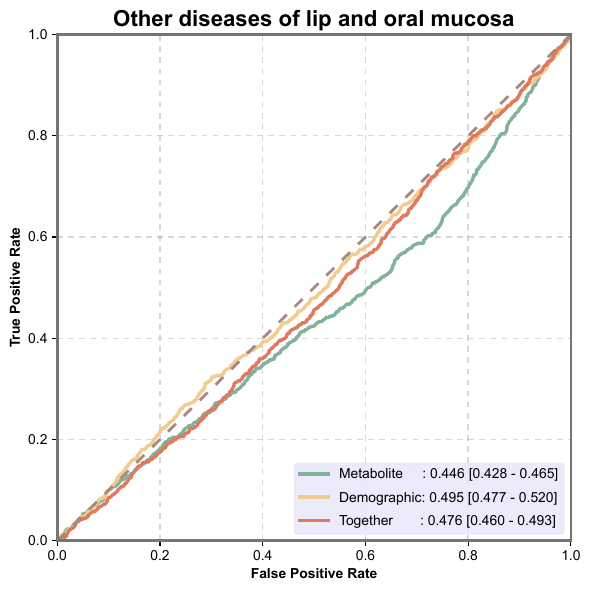 Other diseases of lip and oral mucosa
1.0
0.8
0.6
0.4
0.2
0.0
True Positive Rate
Metabolite : 0.446 [0.428 - 0.465]
Demographic: 0.495 [0.477 - 0.520]
Together : 0.476 [0.460 - 0.493]
0.0 0.2 0.4 0.6 0.8 1.0
False Positive Rate